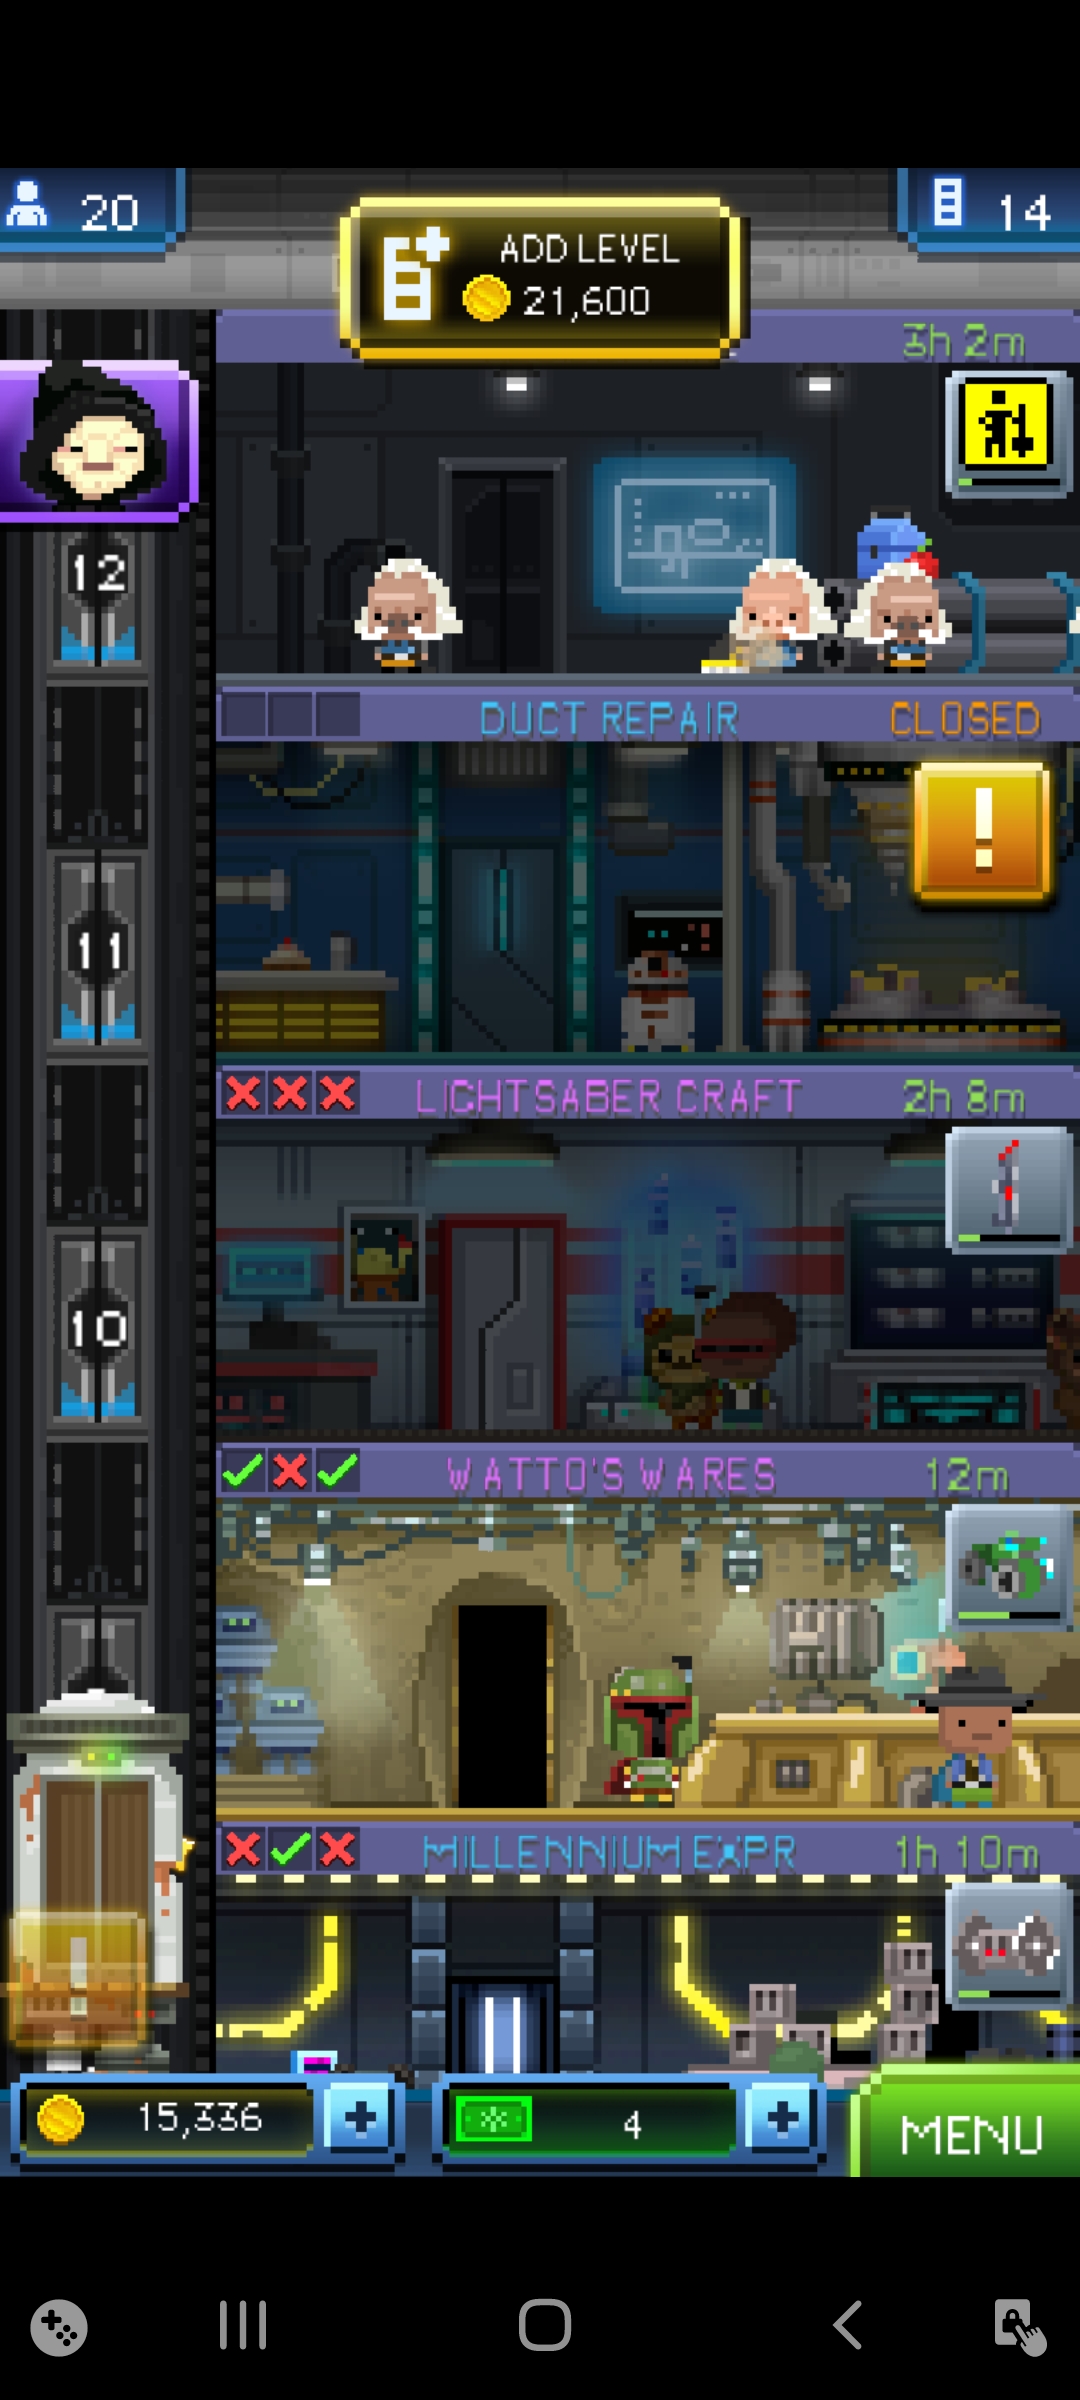 20
ADD LEVEL
21,600
14
3h 2m
12
DUCT REPAIR
CLOSED
!
11
LIGHTSABER CRAFT
2h 8m
10
WATTO'S WARES
12m
MILLENNIUM EXPR
1h 10m
!
15,336
+
4
+
MENU